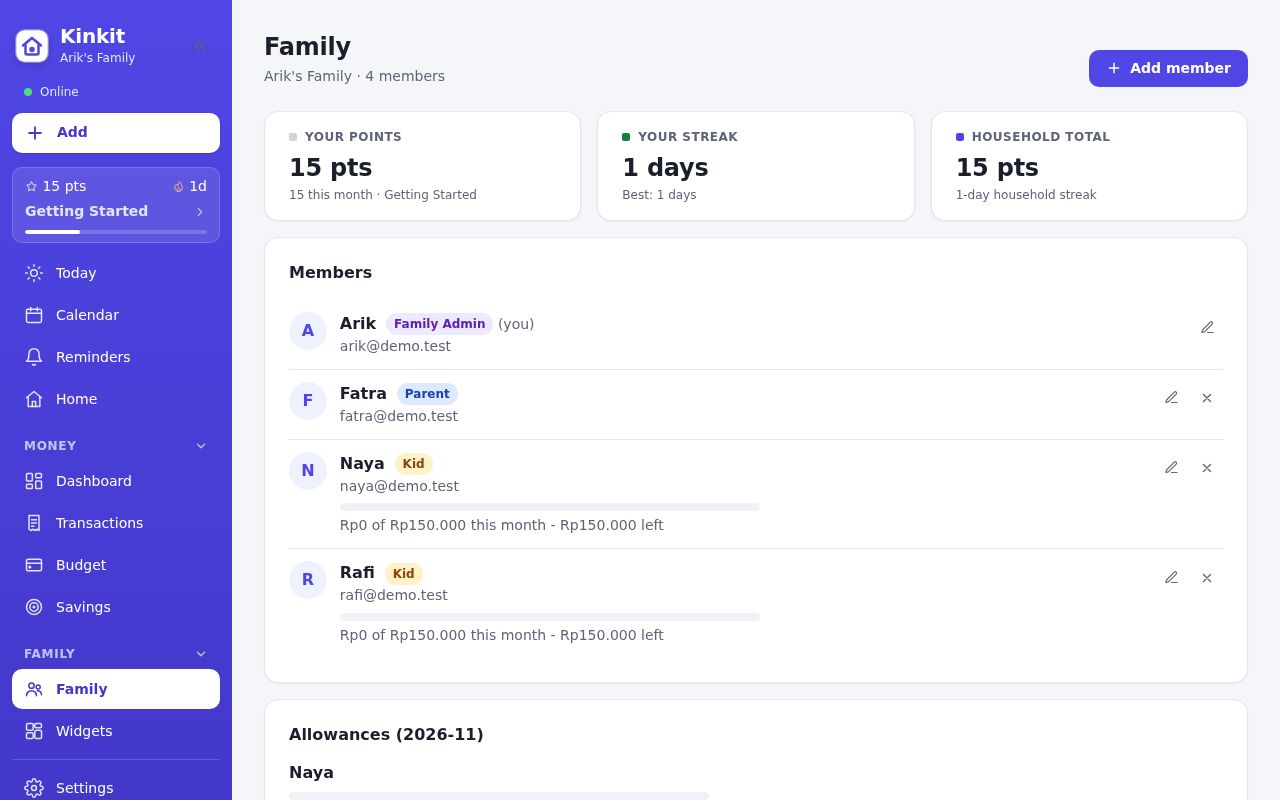 Kinkit
Arik's Family
Online
Add
15 pts
1d
Getting Started
Today
Calendar
Reminders
Home
MONEY
Dashboard
Transactions
Budget
Savings
FAMILY
Family
Widgets
Settings
Family
Arik's Family · 4 members
Add member
YOUR POINTS
15 pts
15 this month · Getting Started
YOUR STREAK
1 days
Best: 1 days
HOUSEHOLD TOTAL
15 pts
1-day household streak
Members
A
Arik Family Admin (you)
arik@demo.test
F
Fatra Parent
fatra@demo.test
N
Naya Kid
naya@demo.test
Rp0 of Rp150.000 this month - Rp150.000 left
R
Rafi Kid
rafi@demo.test
Rp0 of Rp150.000 this month - Rp150.000 left
Allowances (2026-11)
Naya